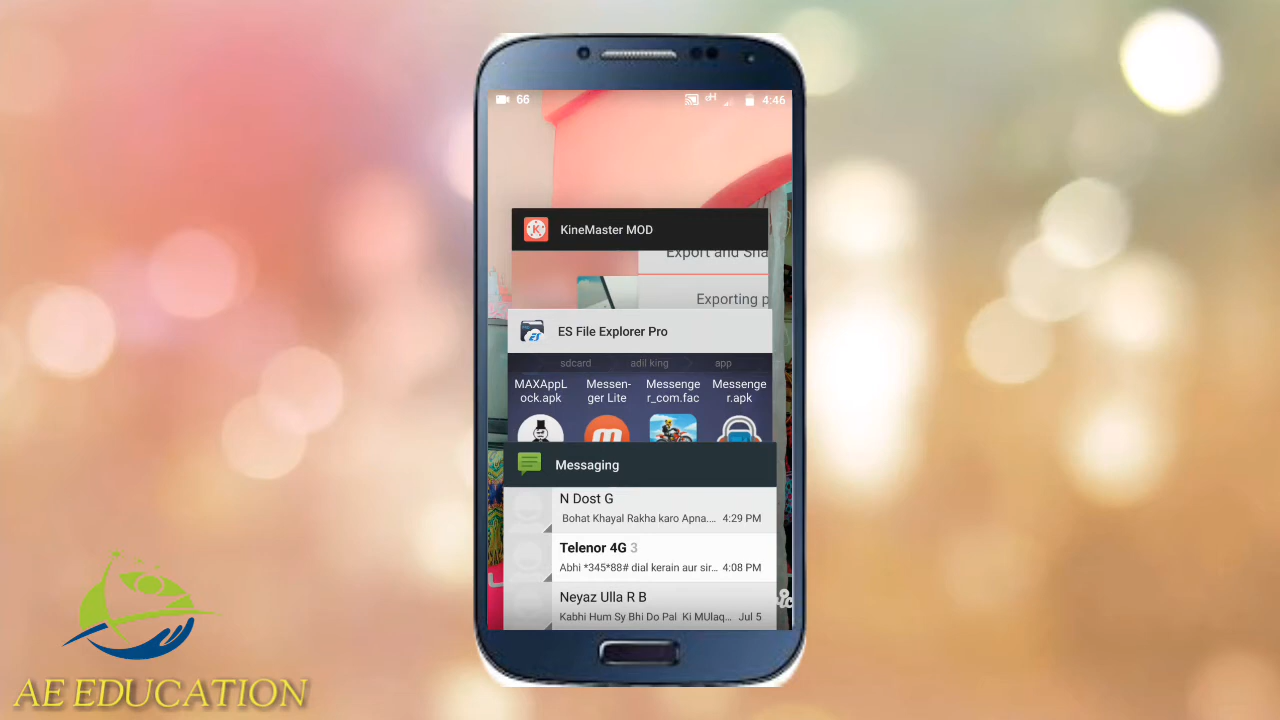 66
4:46
KineMaster MOD
Export and Sha
Exporting p
ES File Explorer Pro
sdcard adil king app
MAXAppL Messen- Messenge Messenge
ock.apk ger Lite r_com.fac r.apk
Messaging
N Dost G
Bohat Khayal Rakha karo Apna.... 4:29 PM
Telenor 4G 3
Abhi *345*88# dial kerain aur sir... 4:08 PM
Neyaz Ulla R B
Kabhi Hum Sy Bhi Do Pal Ki MUlaq... Jul 5
AE EDUCATION